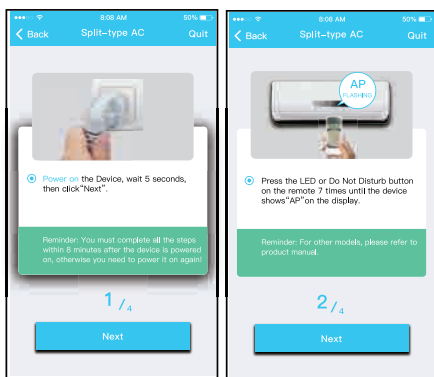 8:08 AM
50%
Back
Split-type AC
Quit
Power on the Device, wait 5 seconds,
then click“Next”.
Reminder: You must complete all the steps
within 8 minutes after the device is powered
on, otherwise you need to power it on again!
1/4
Next
8:08 AM
50%
Back
Split-type AC
Quit
AP
FLASHING
Press the LED or Do Not Disturb button
on the remote 7 times until the device
shows“AP”on the display.
Reminder: For other models, please refer to
product manual.
2/4
Next